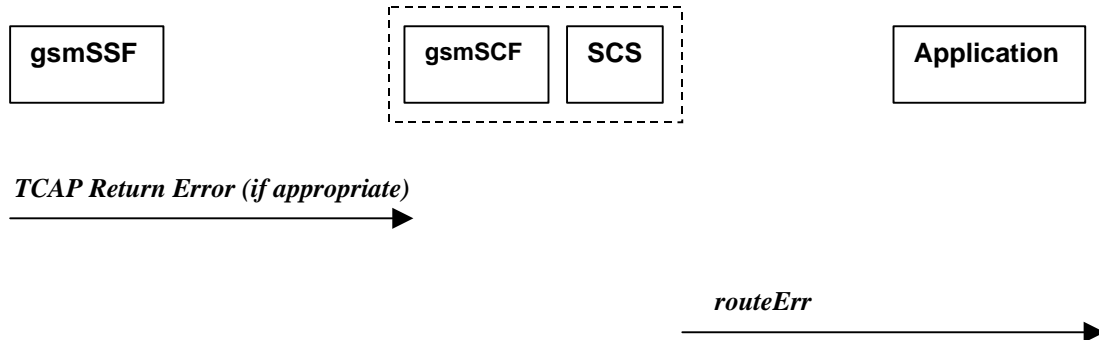 gsmSSF
gsmSCF
SCS
Application
TCAP Return Error (if appropriate)
routeErr